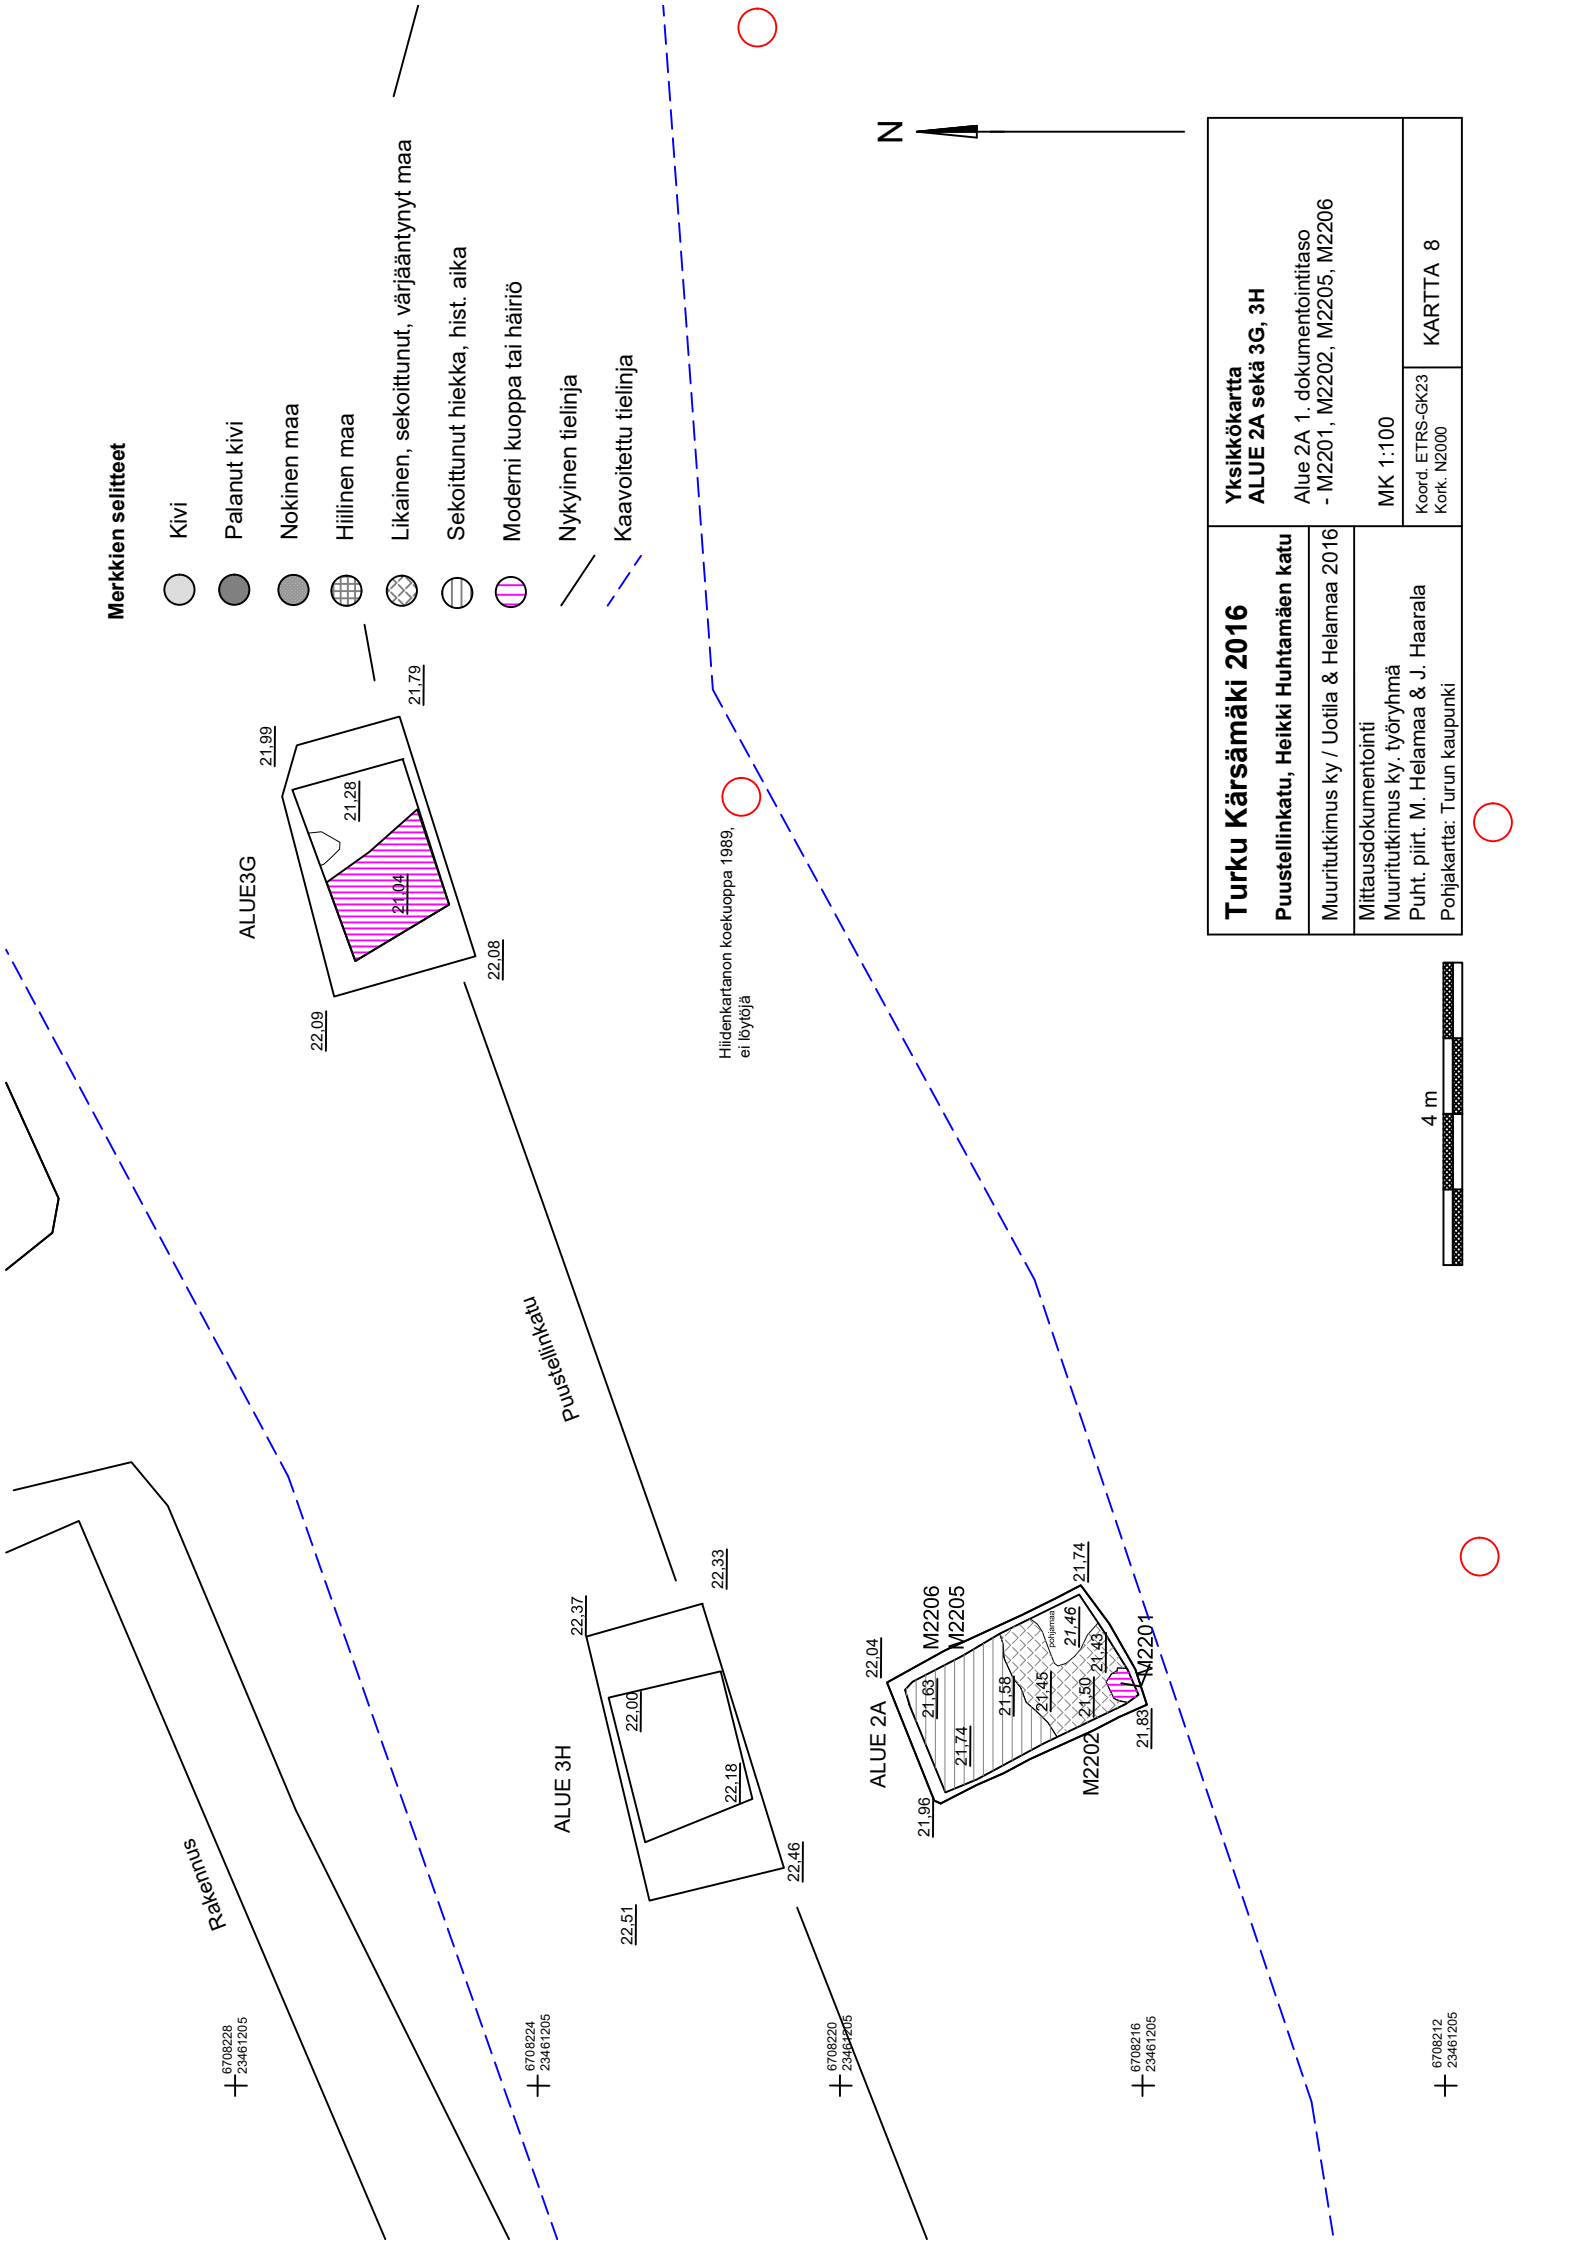 Merkkien selitteet
Kivi
Palanut kivi
Nokinen maa
Hiilinen maa
Likainen, sekoittunut, värjääntynyt maa
Sekoittunut hiekka, hist. aika
Moderni kuoppa tai häiriö
Nykyinen tielinja
Kaavoitettu tielinja
Rakennus
Puustellinkatu
ALUE3G
21,99
21,79
21,28
21,04
22,09
22,08
ALUE 3H
22,37
22,33
22,00
22,18
22,51
22,46
Hiidenkartanon koekuoppa 1989,
ei löytöjä
ALUE 2A
22,04
M2206
M2205
21,74
21,63
21,74
21,96
21,58
pohjamaa
21,46
21,45
21,43
21,50
M2201
M2202
21,83
6708228
23461205
6708224
23461205
6708220
23461205
6708216
23461205
6708212
23461205
N
4 m
Turku Kärsämäki 2016
Puustellinkatu, Heikki Huhtamäen katu
Muuritutkimus ky / Uotila & Helamaa 2016
Mittausdokumentointi
Muuritutkimus ky. työryhmä
Puht. piirt. M. Helamaa & J. Haarala
Pohjakartta: Turun kaupunki
Yksikkökartta
ALUE 2A sekä 3G, 3H
Alue 2A 1. dokumentointitaso
- M2201, M2202, M2205, M2206
MK 1:100
Koord. ETRS-GK23
Kork. N2000
KARTTA 8